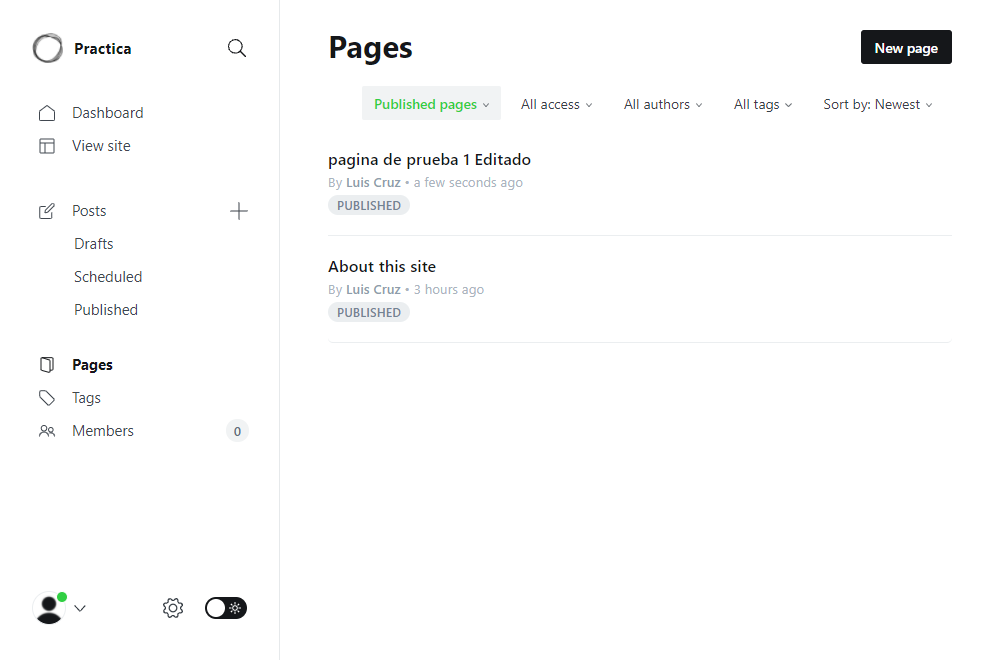 Practica
Dashboard
View site
Posts
Drafts
Scheduled
Published
Pages
Tags
Members
0
Pages
New page
Published pages
All access
All authors
All tags
Sort by: Newest
pagina de prueba 1 Editado
By Luis Cruz • a few seconds ago
PUBLISHED
About this site
By Luis Cruz • 3 hours ago
PUBLISHED